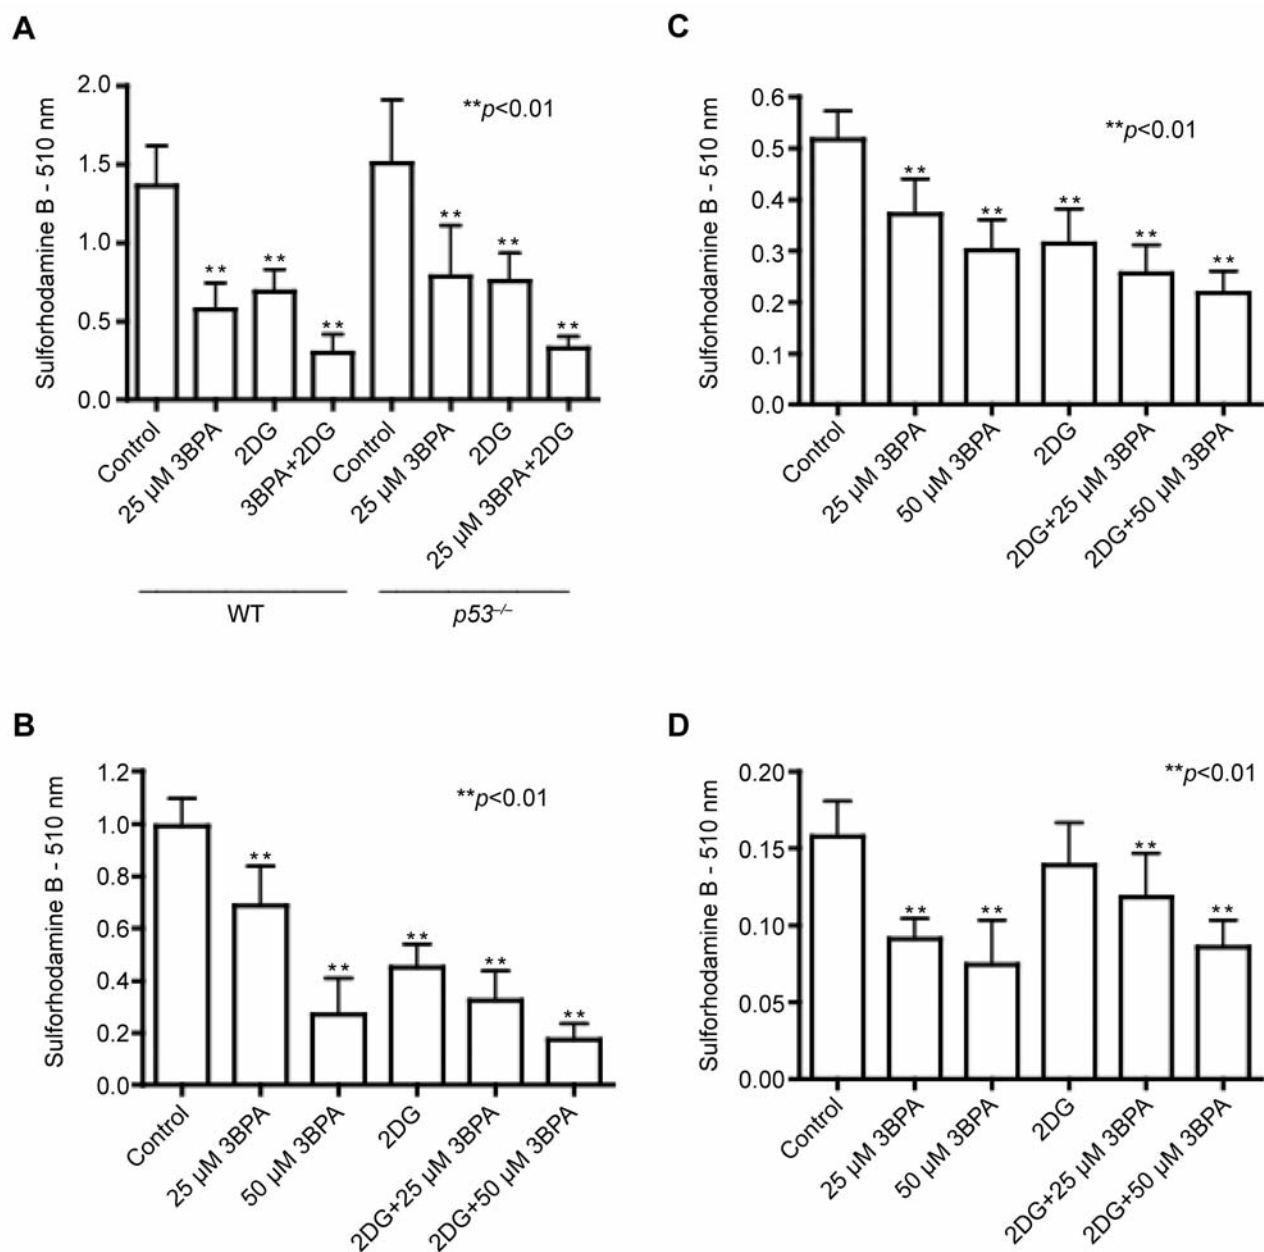 A
Sulforhodamine B - 510 nm
2.0
1.5
1.0
0.5
0.0
**p<0.01
**
**
**
**
**
**
Control
25 µM 3BPA
2DG
3BPA+2DG
Control
25 µM 3BPA
2DG
25 µM 3BPA+2DG
WT
p53–/–
C
Sulforhodamine B - 510 nm
0.6
0.5
0.4
0.3
0.2
0.1
0.0
**p<0.01
**
**
**
**
**
Control
25 µM 3BPA
50 µM 3BPA
2DG
2DG+25 µM 3BPA
2DG+50 µM 3BPA
B
Sulforhodamine B - 510 nm
1.2
1.0
0.8
0.6
0.4
0.2
0.0
**p<0.01
**
**
**
**
**
Control
25 µM 3BPA
50 µM 3BPA
2DG
2DG+25 µM 3BPA
2DG+50 µM 3BPA
D
Sulforhodamine B - 510 nm
0.20
0.15
0.10
0.05
0.00
**p<0.01
**
**
**
**
Control
25 µM 3BPA
50 µM 3BPA
2DG
2DG+25 µM 3BPA
2DG+50 µM 3BPA